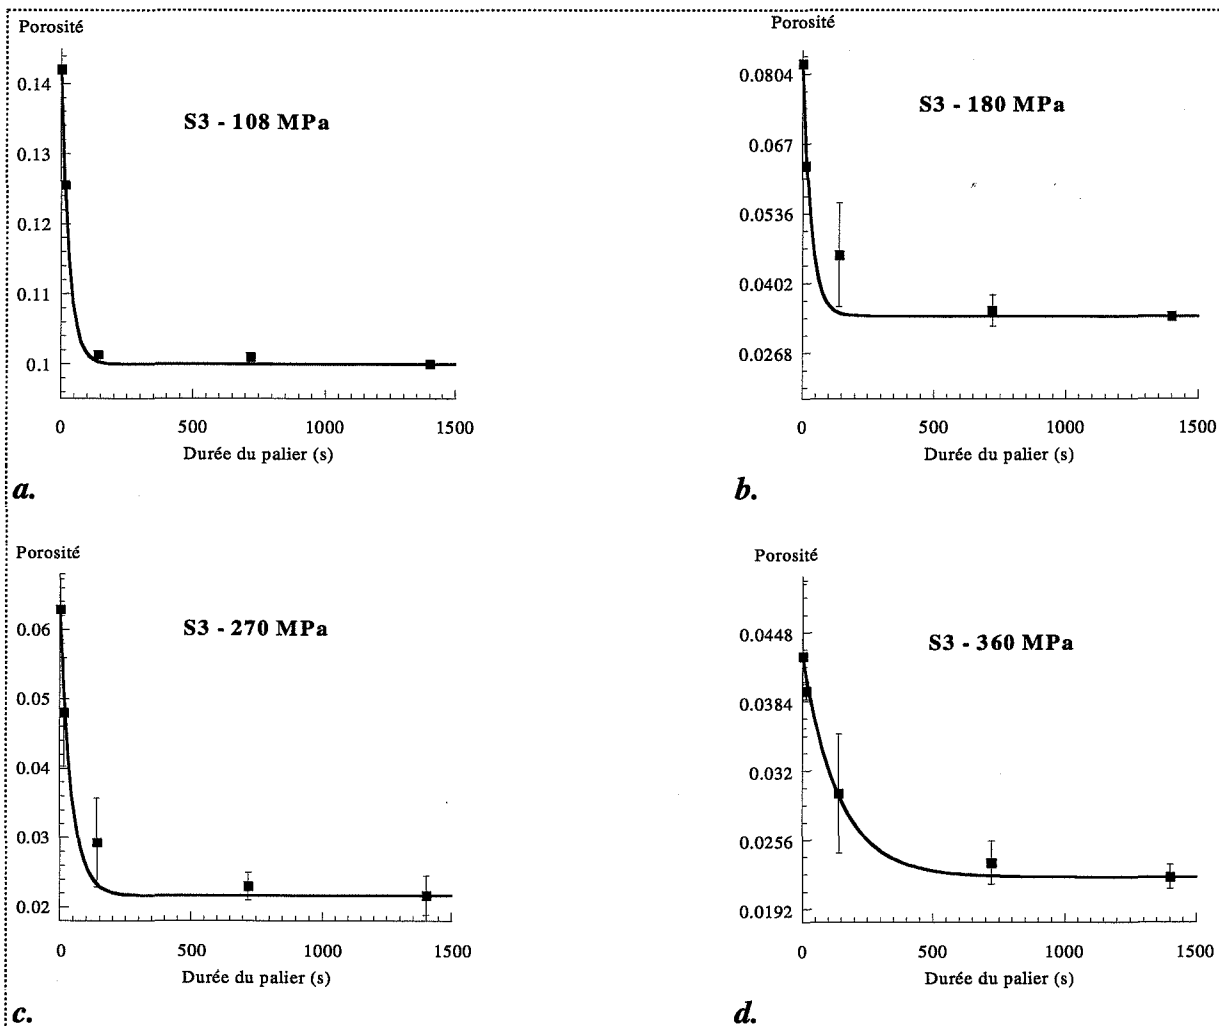 Porosité
0.14
0.13
0.12
0.11
0.1
S3 - 108 MPa
0 500 1000 1500
Durée du palier (s)
a.
Porosité
0.0804
0.067
0.0536
0.0402
0.0268
S3 - 180 MPa
0 500 1000 1500
Durée du palier (s)
b.
Porosité
0.06
0.05
0.04
0.03
0.02
S3 - 270 MPa
0 500 1000 1500
Durée du palier (s)
c.
Porosité
0.0448
0.0384
0.032
0.0256
0.0192
S3 - 360 MPa
0 500 1000 1500
Durée du palier (s)
d.